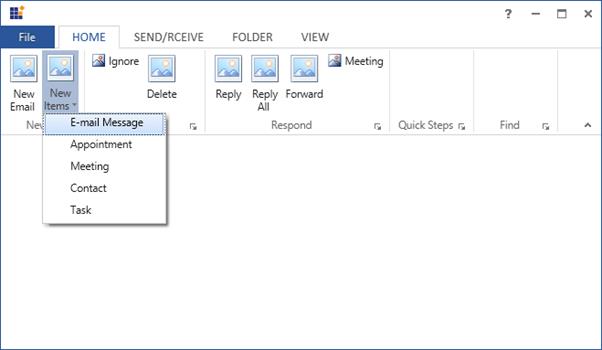 ?
File HOME SEND/RCEIVE FOLDER VIEW
New Email
New Items
Ignore
Delete
Reply
Reply All
Forward
Meeting
Ne
Respond
Quick Steps
Find
E-mail Message
Appointment
Meeting
Contact
Task